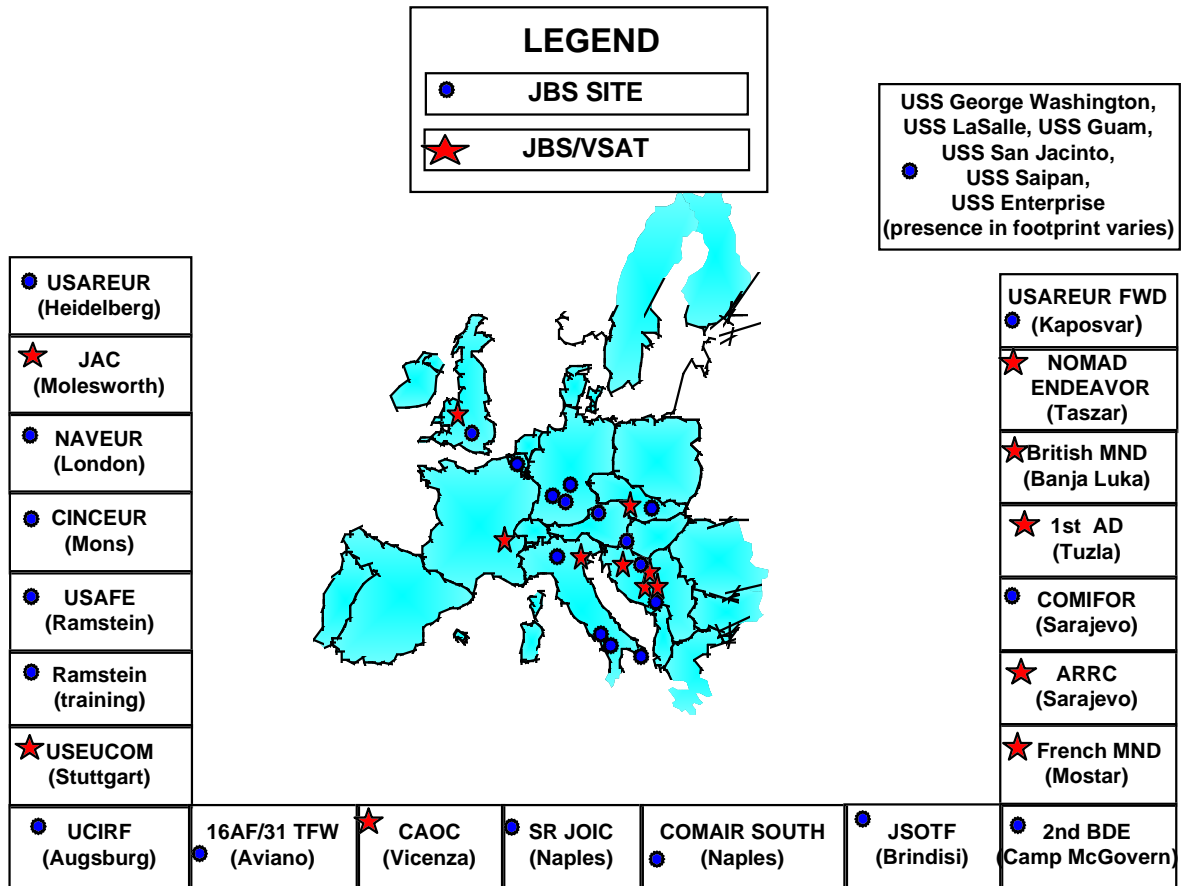 LEGEND
JBS SITE
JBS/VSAT
USS George Washington,
USS LaSalle, USS Guam,
USS San Jacinto,
USS Saipan,
USS Enterprise
(presence in footprint varies)
USAREUR
(Heidelberg)
JAC
(Molesworth)
NAVEUR
(London)
CINCEUR
(Mons)
USAFE
(Ramstein)
Ramstein
(training)
USEUCOM
(Stuttgart)
USAREUR FWD
(Kaposvar)
NOMAD
ENDEAVOR
(Taszar)
British MND
(Banja Luka)
1st AD
(Tuzla)
COMIFOR
(Sarajevo)
ARRC
(Sarajevo)
French MND
(Mostar)
UCIRF
(Augsburg)
16AF/31 TFW
(Aviano)
CAOC
(Vicenza)
SR JOIC
(Naples)
COMAIR SOUTH
(Naples)
JSOTF
(Brindisi)
2nd BDE
(Camp McGovern)